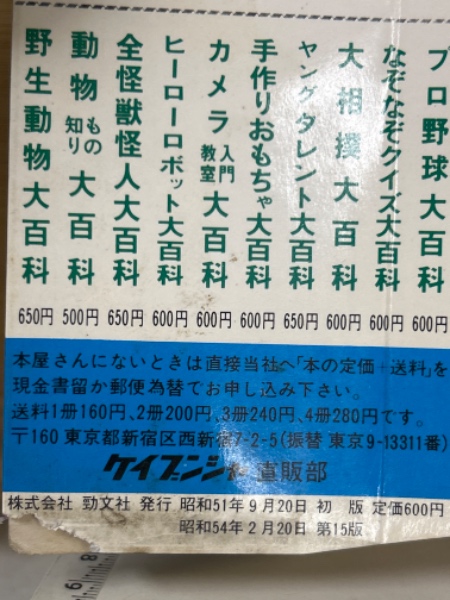 プロ野球大百科
なぞなぞクイズ大百科
大相撲大百科
ヤングタレント大百科
手作りおもちゃ大百科
カメラ入門教室大百科
ヒーローロボット大百科
全怪獣怪人大百科
動物もの知り大百科
野生動物大百科
650円 500円 650円 600円 600円 600円 650円 600円 600円 600円
本屋さんにないときは直接当社へ「本の定価+送料」を
現金書留か郵便為替でお申し込み下さい。
送料1冊160円、2冊200円、3冊240円、4冊280円です。
〒160 東京都新宿区西新宿7-2-5(振替 東京9-13311番)
ケイブンシャ 直販部
株式会社 勁文社 発行 昭和51年9月20日 初 版 定価600円
昭和54年2月20日 第15版